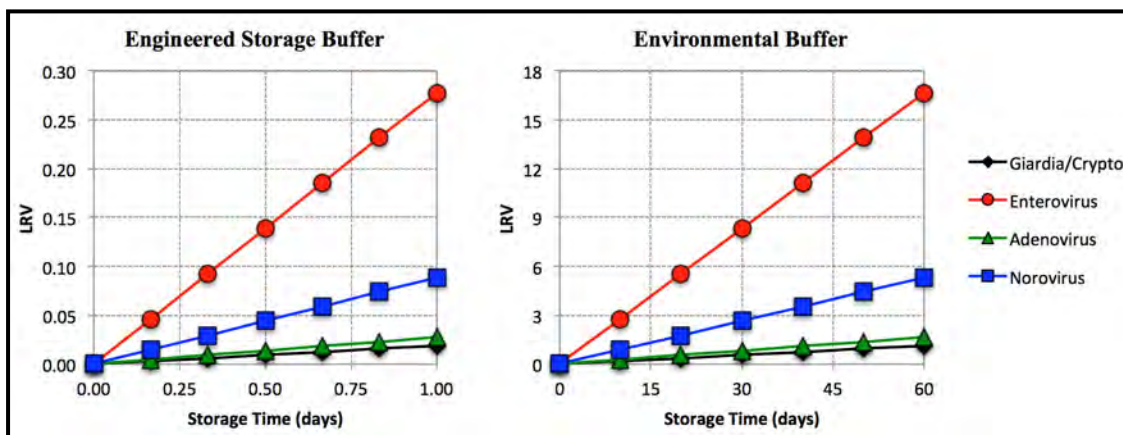 Engineered Storage Buffer
0.30
0.25
0.20
0.15
0.10
0.05
0.00
LRV
0.00 0.25 0.50 0.75 1.00
Storage Time (days)
Environmental Buffer
18
15
12
9
6
3
0
LRV
0 15 30 45 60
Storage Time (days)
Giardia/Crypto
Enterovirus
Adenovirus
Norovirus